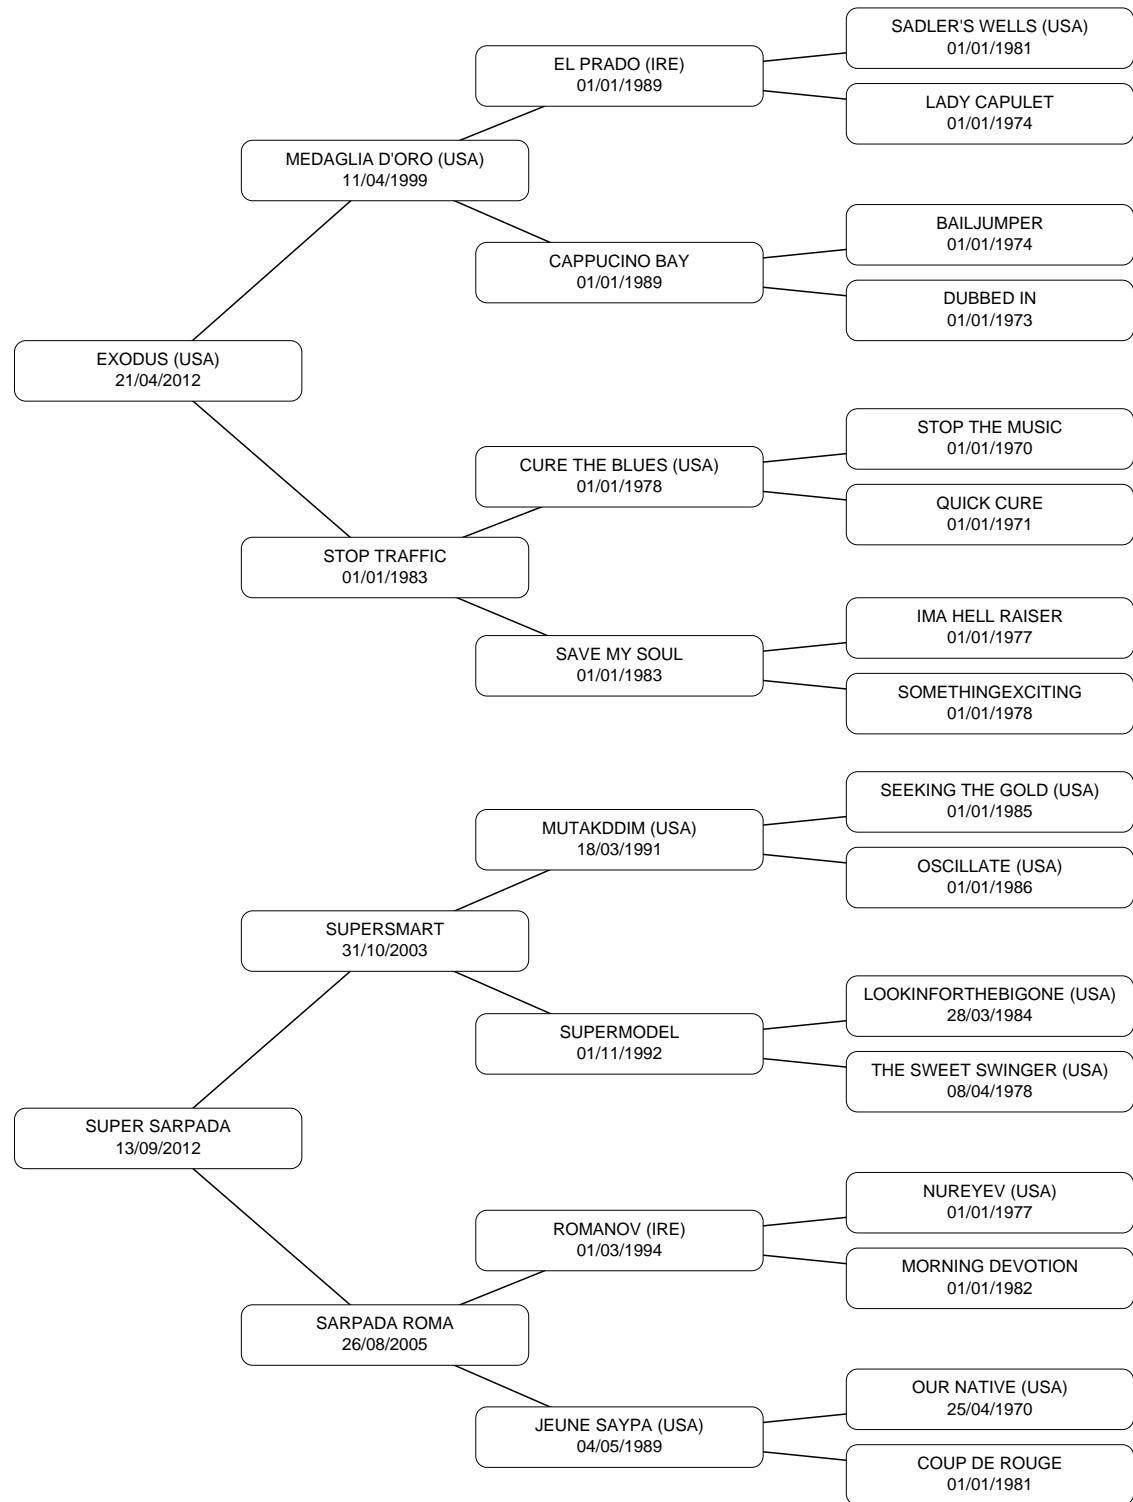 SADLER'S WELLS (USA)
01/01/1981
EL PRADO (IRE)
01/01/1989
LADY CAPULET
01/01/1974
MEDAGLIA D'ORO (USA)
11/04/1999
BAILJUMPER
01/01/1974
CAPPUCINO BAY
01/01/1989
DUBBED IN
01/01/1973
EXODUS (USA)
21/04/2012
STOP THE MUSIC
01/01/1970
CURE THE BLUES (USA)
01/01/1978
QUICK CURE
01/01/1971
STOP TRAFFIC
01/01/1983
IMA HELL RAISER
01/01/1977
SAVE MY SOUL
01/01/1983
SOMETHINGEXCITING
01/01/1978
SEEKING THE GOLD (USA)
01/01/1985
MUTAKDDIM (USA)
18/03/1991
OSCILLATE (USA)
01/01/1986
SUPERSMART
31/10/2003
LOOKINFORTHEBIGONE (USA)
28/03/1984
SUPERMODEL
01/11/1992
THE SWEET SWINGER (USA)
08/04/1978
SUPER SARPADA
13/09/2012
NUREYEV (USA)
01/01/1977
ROMANOV (IRE)
01/03/1994
MORNING DEVOTION
01/01/1982
SARPADA ROMA
26/08/2005
OUR NATIVE (USA)
25/04/1970
JEUNE SAYPA (USA)
04/05/1989
COUP DE ROUGE
01/01/1981